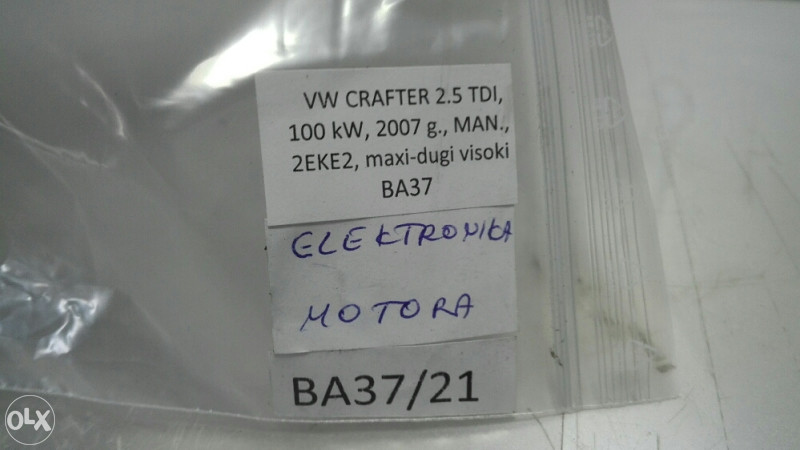 VW CRAFTER 2.5 TDI,
100 kW, 2007 g., MAN.,
2EKE2, maxi-dugi visoki
BA37
ELEKTRONIKA
MOTORA
BA37/21
OLX